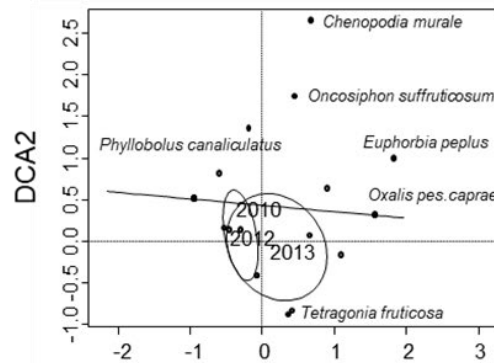 2.5
Chenopodia murale
2.0
Oncosiphon suffruticosum
1.5
DCA2
Phyllobolus canaliculatus
Euphorbia peplus
1.0
Oxalis pes.caprae
0.5
2010
0.0
2012
2013
-0.5
Tetragonia fruticosa
-1.0
-2 -1 0 1 2 3